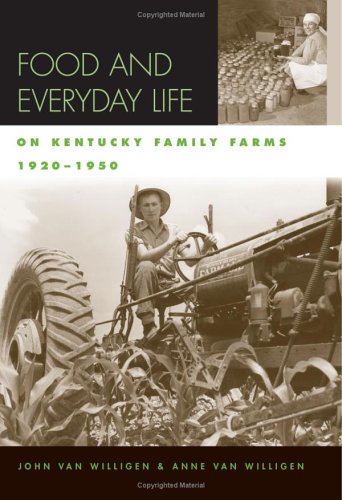 Copyrighted Material
FOOD AND
EVERYDAY LIFE
ON KENTUCKY FAMILY FARMS
1920–1950
FARMALL
JOHN VAN WILLIGEN & ANNE VAN WILLIGEN
Copyrighted Material